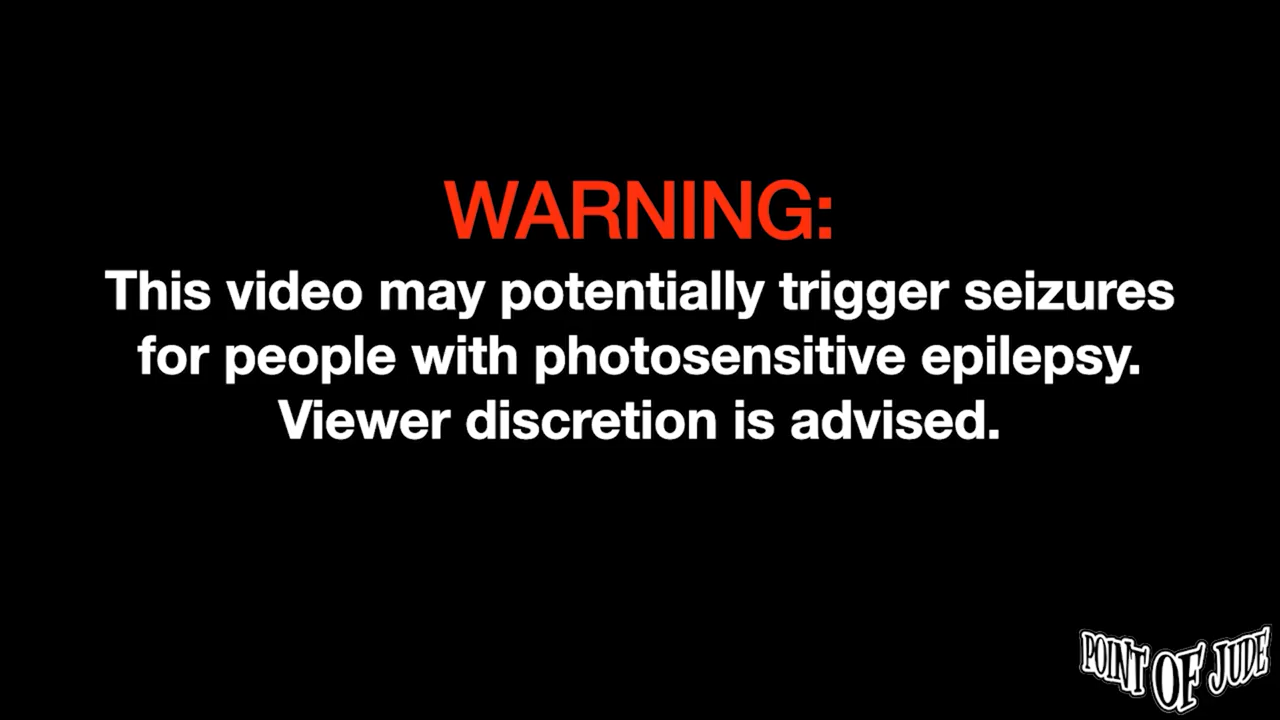 WARNING:
This video may potentially trigger seizures
for people with photosensitive epilepsy.
Viewer discretion is advised.
POINT OF JUDE